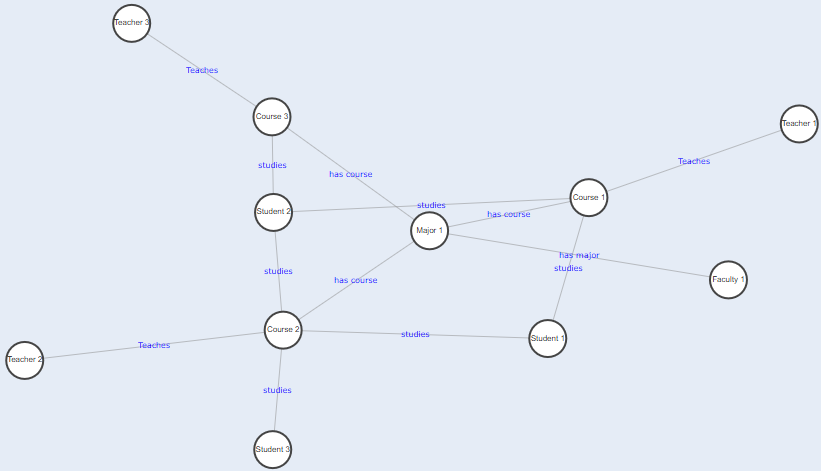 Teacher 3
Teaches
Course 3
Teacher 1
Teaches
studies
has course
Course 1
studies
Student 2
has course
Major 1
has major
studies
studies
has course
Faculty 1
Course 2
studies
Student 1
Teaches
Teacher 2
studies
Student 3